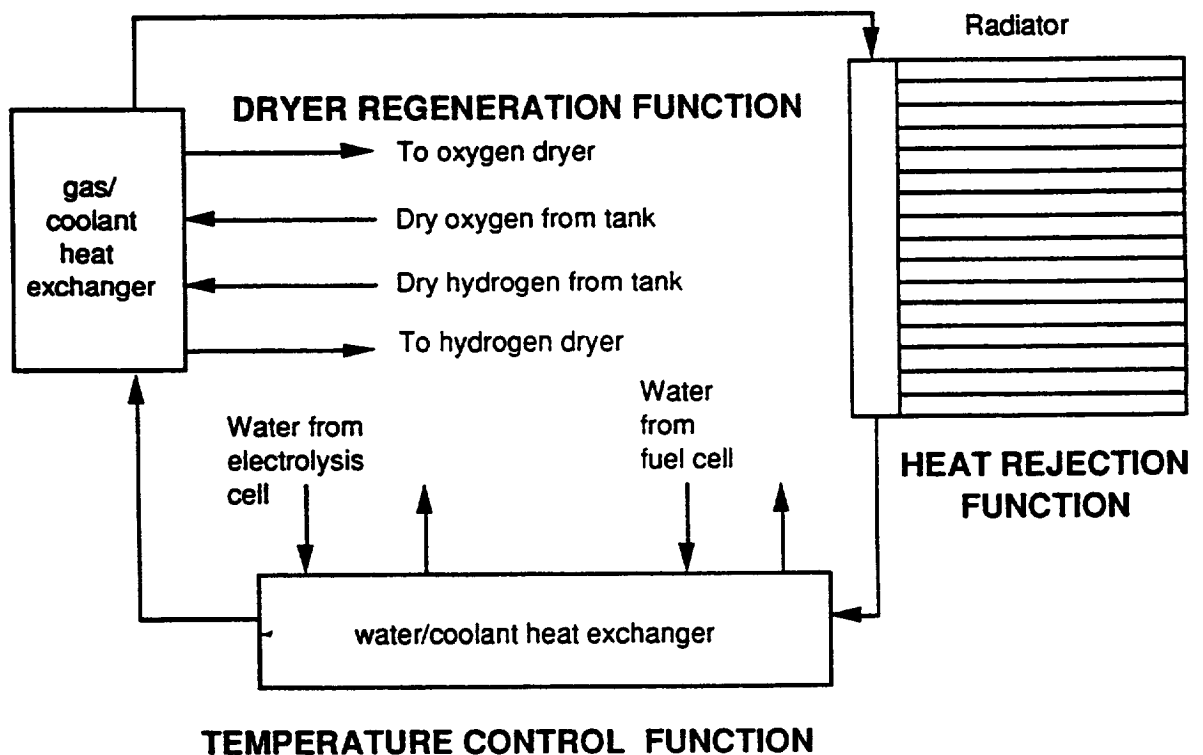 Radiator
DRYER REGENERATION FUNCTION
To oxygen dryer
gas/
coolant
heat
exchanger
Dry oxygen from tank
Dry hydrogen from tank
To hydrogen dryer
Water from
electrolysis
cell
Water
from
fuel cell
HEAT REJECTION
FUNCTION
water/coolant heat exchanger
TEMPERATURE CONTROL FUNCTION